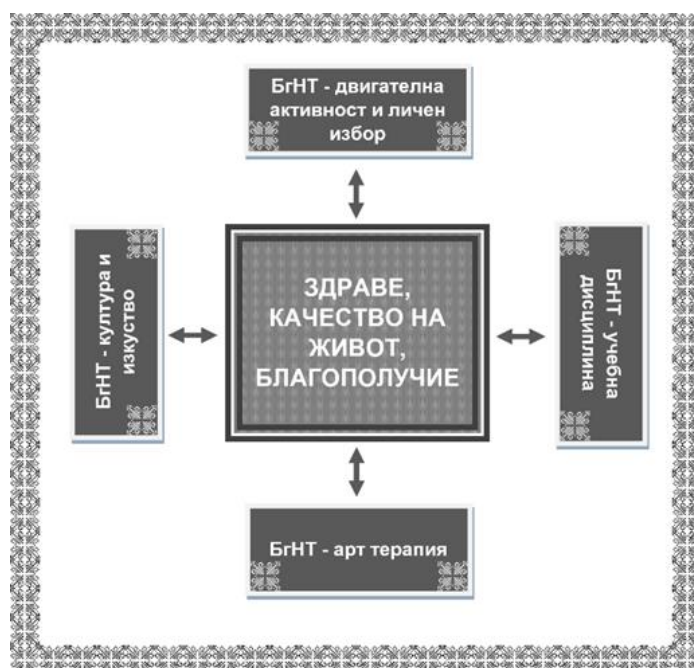 БгНТ - двигателна
активност и личен
избор
БгНТ - култура и
изкуство
ЗДРАВЕ,
КАЧЕСТВО НА
ЖИВОТ,
БЛАГОПОЛУЧИЕ
БгНТ - учебна
дисциплина
БгНТ - арт терапия